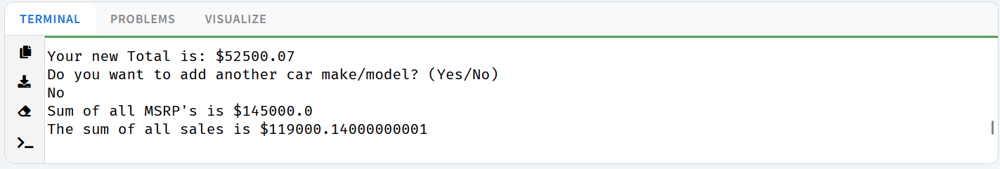 TERMINAL PROBLEMS VISUALIZE
Your new Total is: $52500.07
Do you want to add another car make/model? (Yes/No)
No
Sum of all MSRP's is $145000.0
The sum of all sales is $119000.14000000001